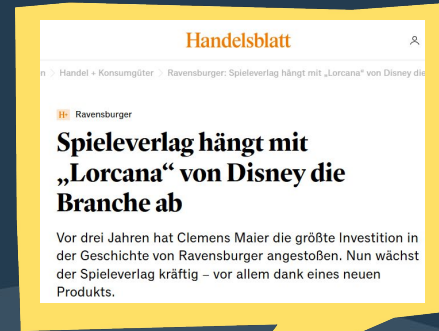 Handelsblatt
Handel + Konsumgüter > Ravensburger: Spieleverlag hängt mit „Lorcana“ von Disney die
H+ Ravensburger
Spieleverlag hängt mit
„Lorcana“ von Disney die
Branche ab
Vor drei Jahren hat Clemens Maier die größte Investition in
der Geschichte von Ravensburger angestoßen. Nun wächst
der Spieleverlag kräftig – vor allem dank eines neuen
Produkts.